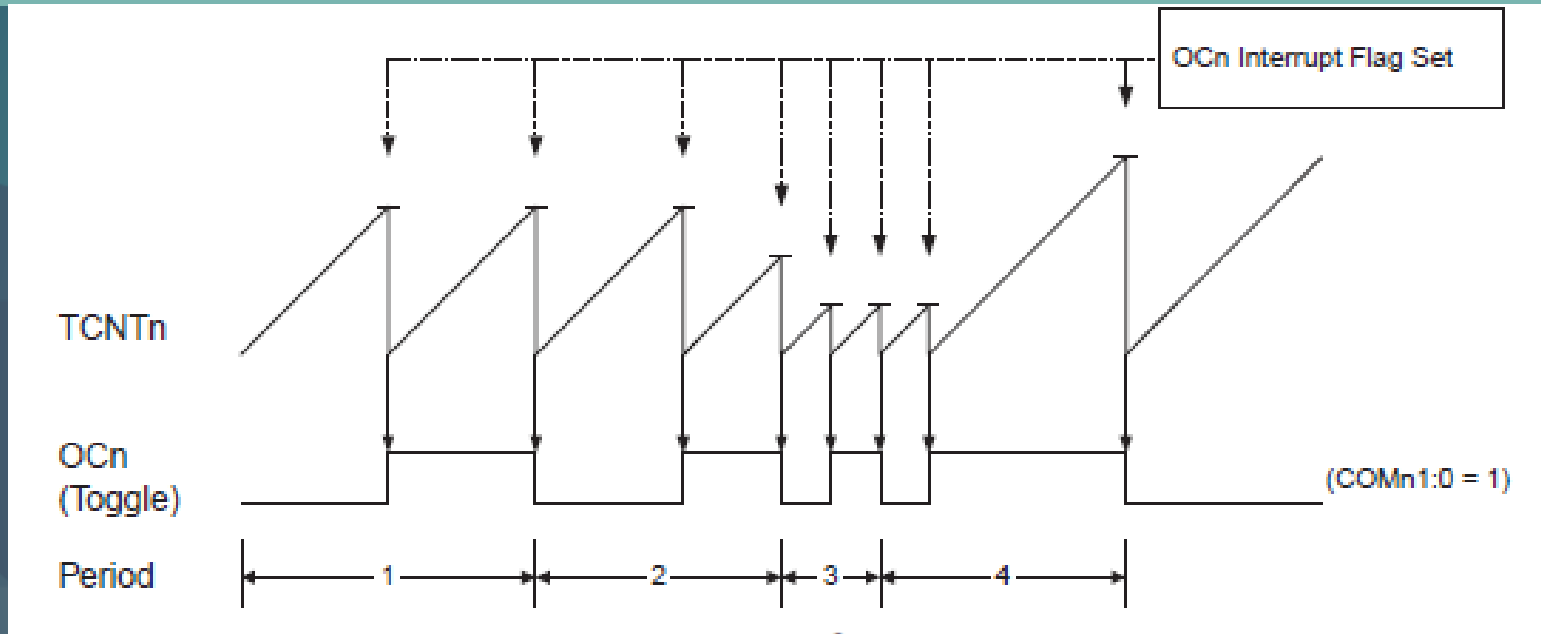 OCn Interrupt Flag Set
TCNTn
OCn
(Toggle)
(COMn1:0 = 1)
Period
1
2
3
4